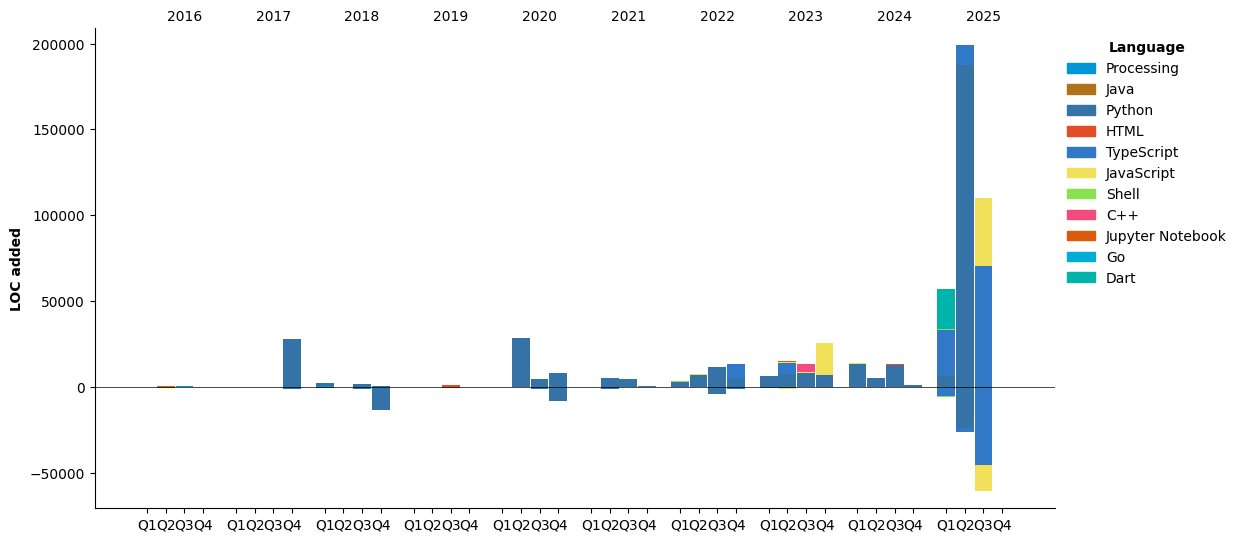 2016 2017 2018 2019 2020 2021 2022 2023 2024 2025
LOC added
200000
150000
100000
50000
0
−50000
Q1Q2Q3Q4 Q1Q2Q3Q4 Q1Q2Q3Q4 Q1Q2Q3Q4 Q1Q2Q3Q4 Q1Q2Q3Q4 Q1Q2Q3Q4 Q1Q2Q3Q4 Q1Q2Q3Q4 Q1Q2Q3Q4
Language
Processing
Java
Python
HTML
TypeScript
JavaScript
Shell
C++
Jupyter Notebook
Go
Dart